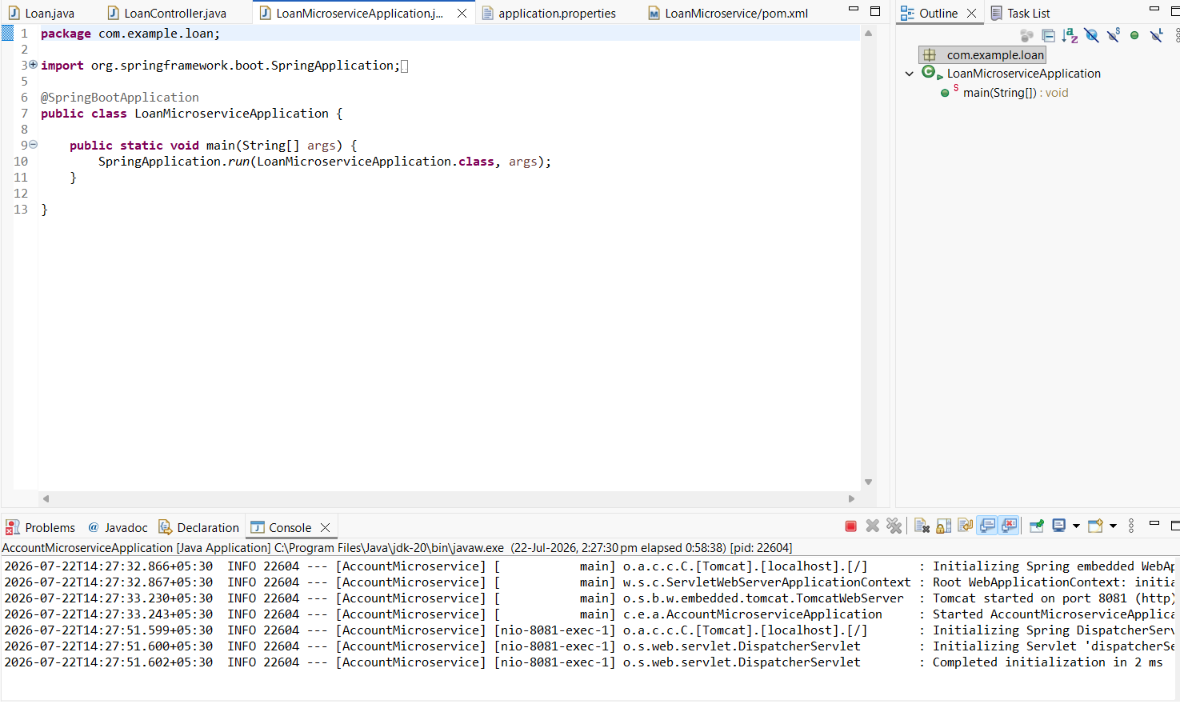 Loan.java LoanController.java LoanMicroserviceApplication.j... application.properties LoanMicroservice/pom.xml
1 package com.example.loan;
2
3 import org.springframework.boot.SpringApplication;
5
6 @SpringBootApplication
7 public class LoanMicroserviceApplication {
8
9 public static void main(String[] args) {
10 SpringApplication.run(LoanMicroserviceApplication.class, args);
11 }
12
13 }
Outline Task List
com.example.loan
LoanMicroserviceApplication
main(String[]) : void
Problems Javadoc Declaration Console
AccountMicroserviceApplication [Java Application] C:\Program Files\Java\jdk-20\bin\javaw.exe (22-Jul-2026, 2:27:30 pm elapsed 0:58:38) [pid: 22604]
2026-07-22T14:27:32.866+05:30 INFO 22604 --- [AccountMicroservice] [ main] o.a.c.c.C.[Tomcat].[localhost].[/] : Initializing Spring embedded WebAp
2026-07-22T14:27:32.867+05:30 INFO 22604 --- [AccountMicroservice] [ main] w.s.c.ServletWebServerApplicationContext : Root WebApplicationContext: initia
2026-07-22T14:27:33.230+05:30 INFO 22604 --- [AccountMicroservice] [ main] o.s.b.w.embedded.tomcat.TomcatWebServer : Tomcat started on port 8081 (http)
2026-07-22T14:27:33.243+05:30 INFO 22604 --- [AccountMicroservice] [ main] c.e.a.AccountMicroserviceApplication : Started AccountMicroserviceApplica
2026-07-22T14:27:51.599+05:30 INFO 22604 --- [AccountMicroservice] [nio-8081-exec-1] o.a.c.c.C.[Tomcat].[localhost].[/] : Initializing Spring DispatcherServ
2026-07-22T14:27:51.600+05:30 INFO 22604 --- [AccountMicroservice] [nio-8081-exec-1] o.s.web.servlet.DispatcherServlet : Initializing Servlet 'dispatcherSe
2026-07-22T14:27:51.602+05:30 INFO 22604 --- [AccountMicroservice] [nio-8081-exec-1] o.s.web.servlet.DispatcherServlet : Completed initialization in 2 ms